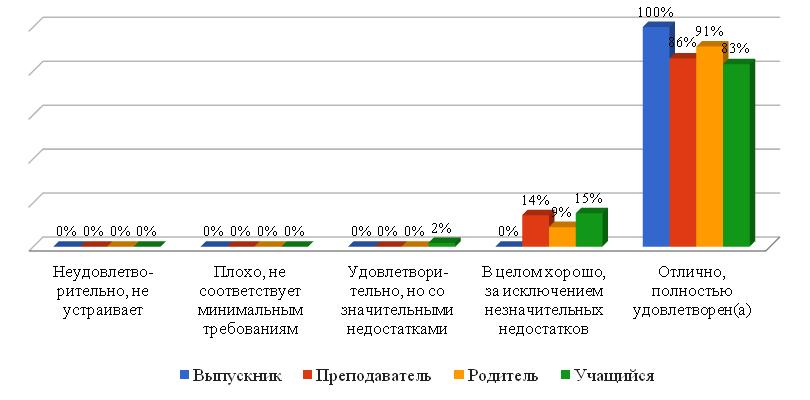 100%
86% 91% 83%
14% 9% 15%
0% 0% 0% 0% 0% 0% 0% 0% 0% 0% 0% 2% 0%
Неудовлетво-
рительно, не
устраивает
Плохо, не
соответствует
минимальным
требованиям
Удовлетвори-
тельно, но со
значительными
недостатками
В целом хорошо,
за исключением
незначительных
недостатков
Отлично,
полностью
удовлетворен(а)
Выпускник Преподаватель Родитель Учащийся